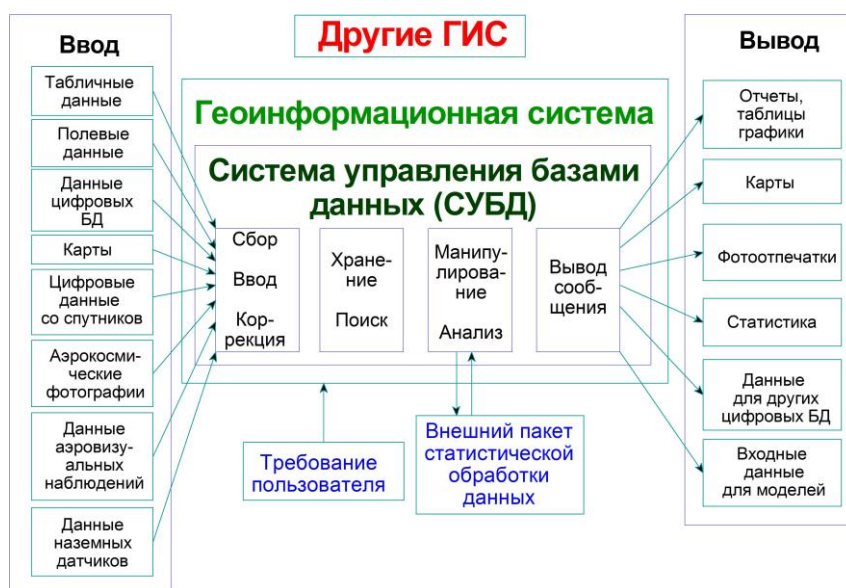 Ввод
Табличные
данные
Полевые
данные
Данные
цифровых
БД
Карты
Цифровые
данные
со спутников
Аэрокосми-
ческие
фотографии
Данные
аэровизу-
альных
наблюдений
Данные
наземных
датчиков
Другие ГИС
Геоинформационная система
Система управления базами
данных (СУБД)
Сбор
Ввод
Кор-
рекция
Хране-
ние
Поиск
Манипу-
лирова-
ние
Анализ
Вывод
сооб-
щения
Требование
пользователя
Внешний пакет
статистической
обработки
данных
Вывод
Отчеты,
таблицы
графики
Карты
Фотоотпечатки
Статистика
Данные
для других
цифровых БД
Входные
данные
для моделей